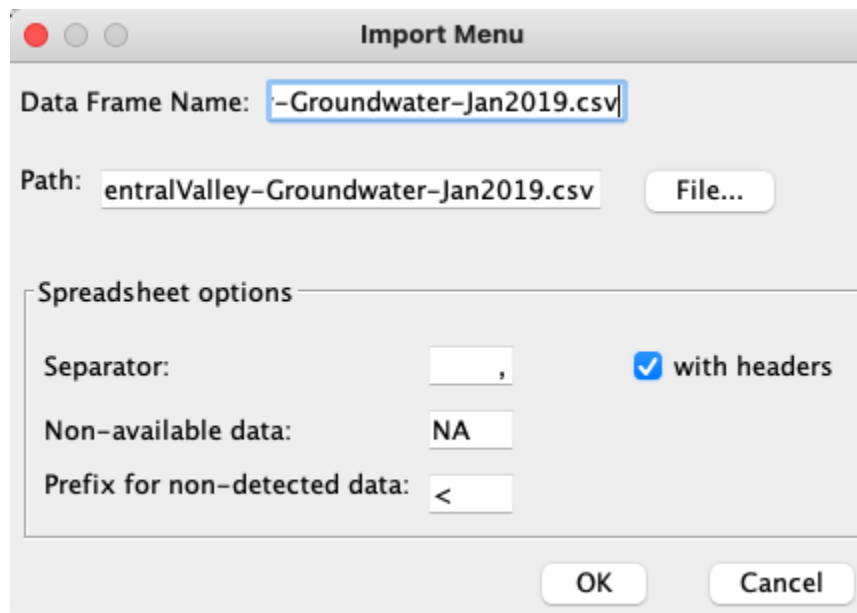 Import Menu
Data Frame Name: -Groundwater-Jan2019.csv
Path: entralValley-Groundwater-Jan2019.csv File...
Spreadsheet options
Separator: , with headers
Non-available data: NA
Prefix for non-detected data: <
OK Cancel